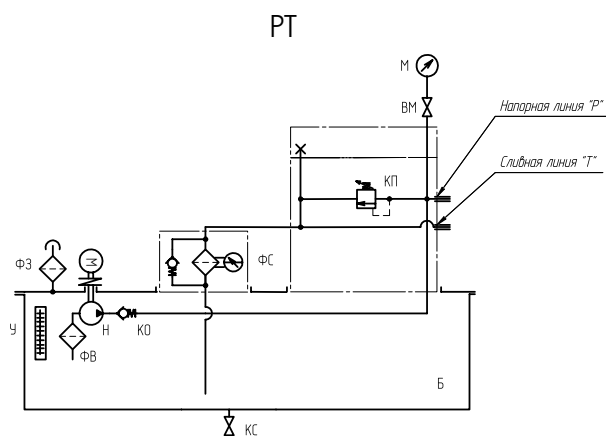 РТ
М
ВМ
Напорная линия "Р"
Сливная линия "Т"
КП
ФЗ
М
ФС
У
Н
КО
ФВ
Б
КС